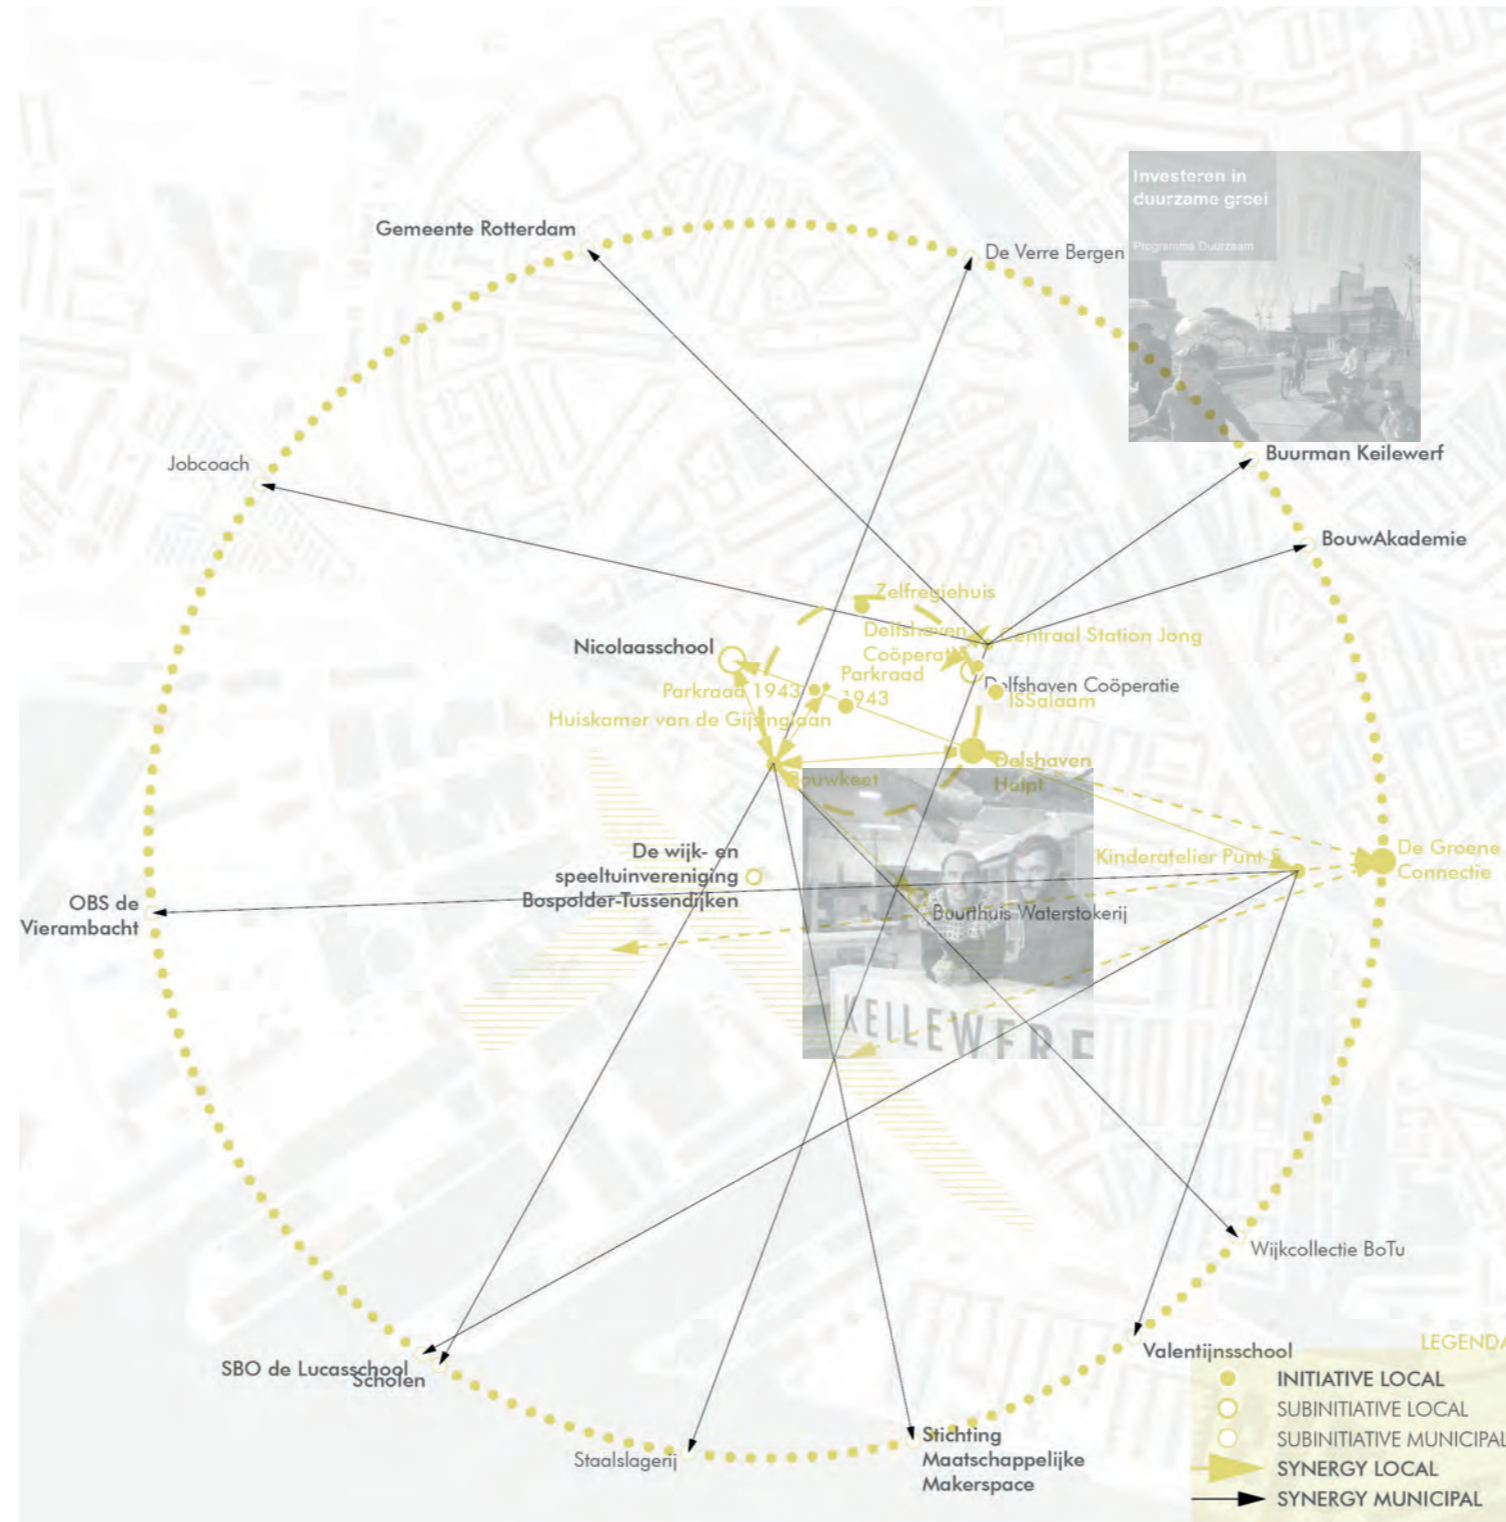 Investeren in
duurzame groei
Programma Duurzaam
Gemeente Rotterdam
De Verre Bergen
Jobcoach
Buurman Keilewerf
BouwAkademie
Zelfregiehuis
Delfshaven
Centraal Station Jong
Nicolaasschool
Parkraad
1943
Parkraad 1943
Delfshaven Coöperatie
ISSalaam
Huiskamer van de Gijsinglaan
Delshaven
Helpt
De wijk- en
speeltuinvereniging
Bospolder-Tussendijken
Kinderatelier Punt 5
De Groene
Connectie
OBS de
Vierambacht
Buurthuis Waterstokerij
KEILEWERF
Wijkcollectie BoTu
Valentijnsschool
SBO de Lucasschool
Scholen
Staalslagerij
Stichting
Maatschappelijke
Makerspace
LEGENDA
INITIATIVE LOCAL
SUBINITIATIVE LOCAL
SUBINITIATIVE MUNICIPAL
SYNERGY LOCAL
SYNERGY MUNICIPAL